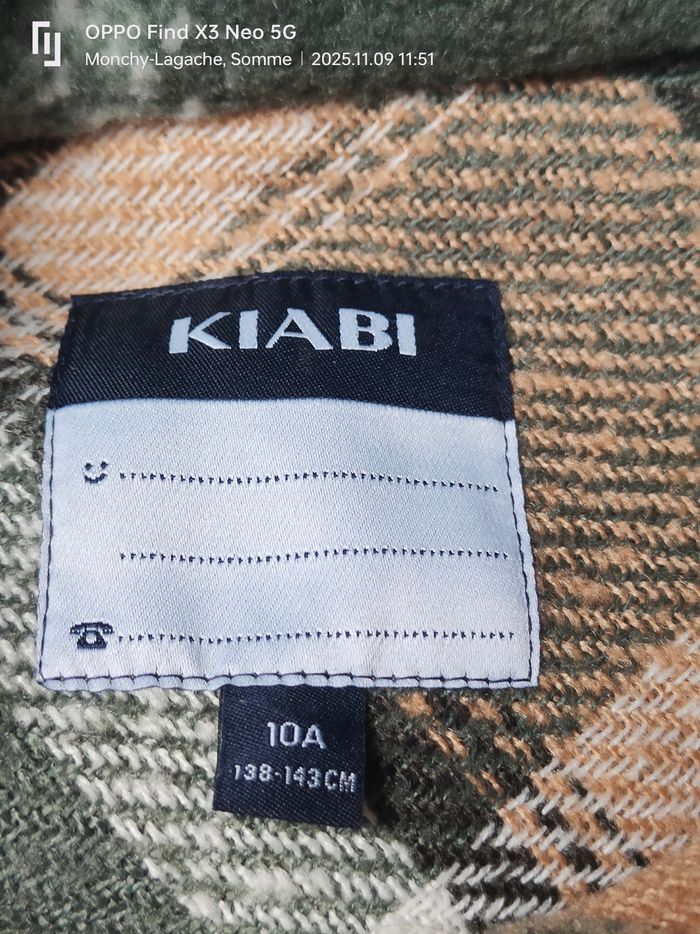 OPPO Find X3 Neo 5G
Monchy-Lagache, Somme | 2025.11.09 11:51
KIABI
10A
138-143CM